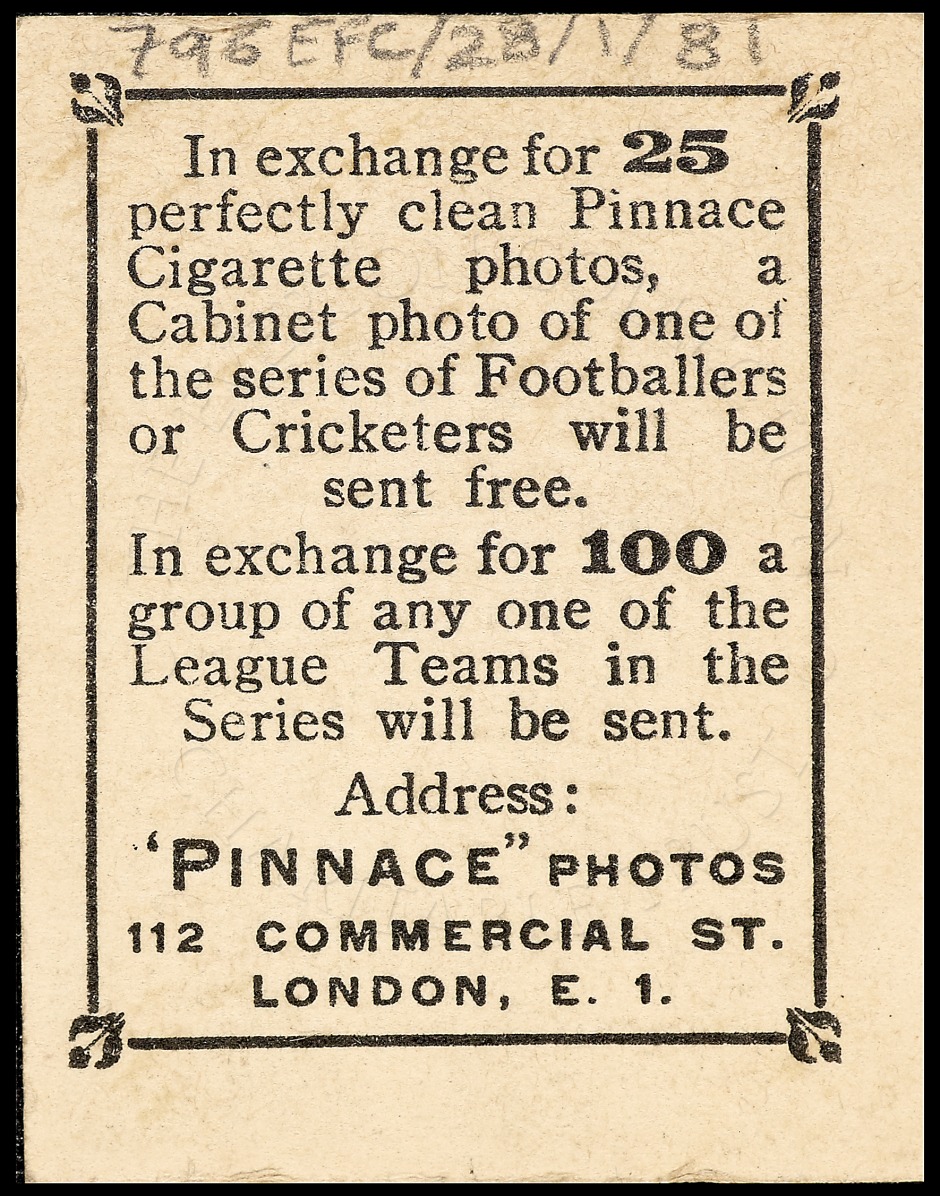 796 EFC/2B/1/81
In exchange for 25
perfectly clean Pinnace
Cigarette photos, a
Cabinet photo of one of
the series of Footballers
or Cricketers will be
sent free.
In exchange for 100 a
group of any one of the
League Teams in the
Series will be sent.
Address:
‘PINNACE” PHOTOS
112 COMMERCIAL ST.
LONDON, E. 1.